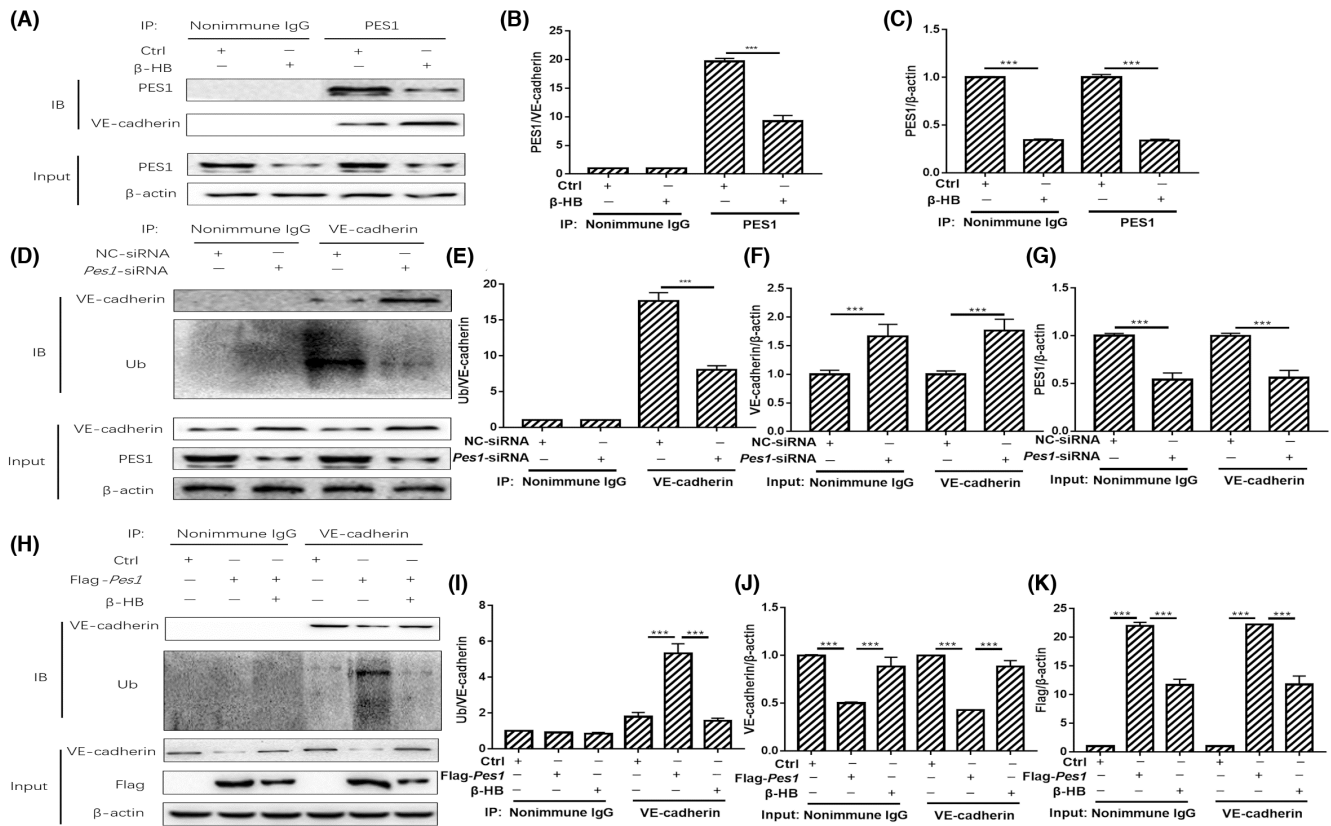 (A)
IP: Nonimmune IgG PES1
Ctrl + – + –
β-HB – + – +
IB
PES1
VE-cadherin
Input
PES1
β-actin
(B)
PES1/VE-cadherin
25
20
15
10
5
0
***
Ctrl + – + –
β-HB – + – +
IP: Nonimmune IgG PES1
(C)
PES1/β-actin
1.5
1.0
0.5
0.0
*** ***
Ctrl + – + –
β-HB – + – +
IP: Nonimmune IgG PES1
(D)
IP: Nonimmune IgG VE-cadherin
NC-siRNA + – + –
Pes1-siRNA – + – +
IB
VE-cadherin
Ub
Input
VE-cadherin
PES1
β-actin
(E)
Ub/VE-cadherin
20
15
10
5
0
***
NC-siRNA + – + –
Pes1-siRNA – + – +
IP: Nonimmune IgG VE-cadherin
(F)
VE-cadherin/β-actin
2.5
2.0
1.5
1.0
0.5
0.0
*** ***
NC-siRNA + – + –
Pes1-siRNA – + – +
Input: Nonimmune IgG VE-cadherin
(G)
PES1/β-actin
1.5
1.0
0.5
0.0
*** ***
NC-siRNA + – + –
Pes1-siRNA – + – +
Input: Nonimmune IgG VE-cadherin
(H)
IP: Nonimmune IgG VE-cadherin
Ctrl + – – + – –
Flag-Pes1 – + + – + +
β-HB – – + – – +
IB
VE-cadherin
Ub
Input
VE-cadherin
Flag
β-actin
(I)
Ub/VE-cadherin
8
6
4
2
0
*** ***
Ctrl + – – + – –
Flag-Pes1 – + – – + –
β-HB – – + – – +
IP: Nonimmune IgG VE-cadherin
(J)
VE-cadherin/β-actin
1.5
1.0
0.5
0.0
*** *** *** ***
Ctrl + – – + – –
Flag-Pes1 – + – – + –
β-HB – – + – – +
Input: Nonimmune IgG VE-cadherin
(K)
Flag/β-actin
25
20
15
10
5
0
*** *** *** ***
Ctrl + – – + – –
Flag-Pes1 – + – – + –
β-HB – – + – – +
Input: Nonimmune IgG VE-cadherin